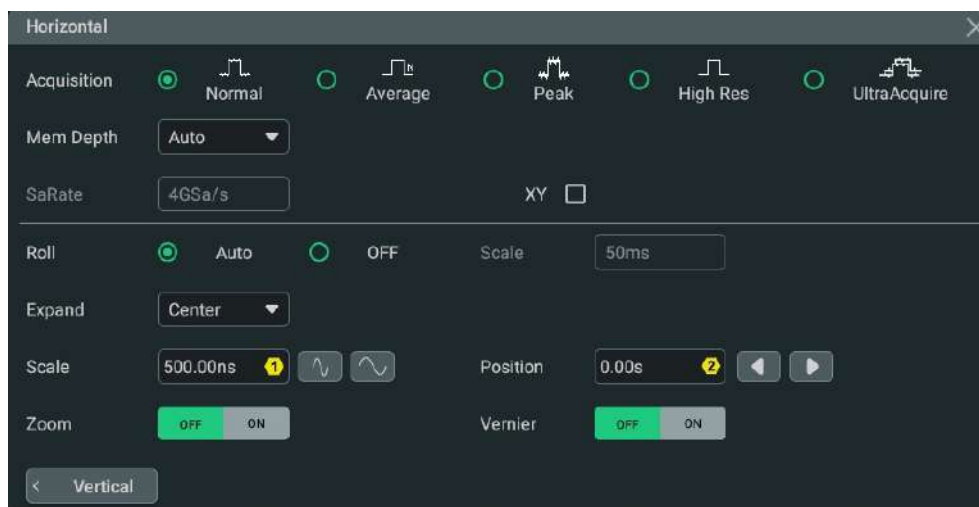 Horizontal
Acquisition Normal Average Peak High Res UltraAcquire
Mem Depth Auto
SaRate 4GSa/s XY
Roll Auto OFF Scale 50ms
Expand Center
Scale 500.00ns 1 Position 0.00s 2
Zoom OFF ON Vernier OFF ON
< Vertical